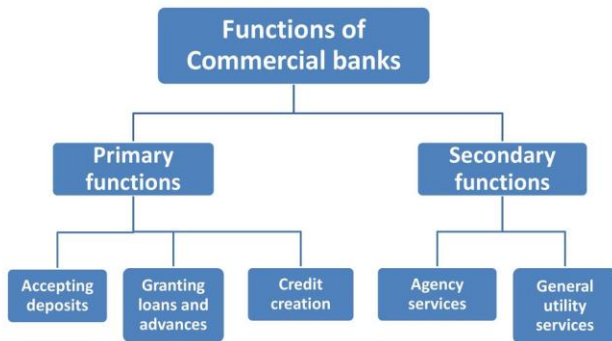 Functions of
Commercial banks
Primary
functions
Secondary
functions
Accepting
deposits
Granting
loans and
advances
Credit
creation
Agency
services
General
utility
services